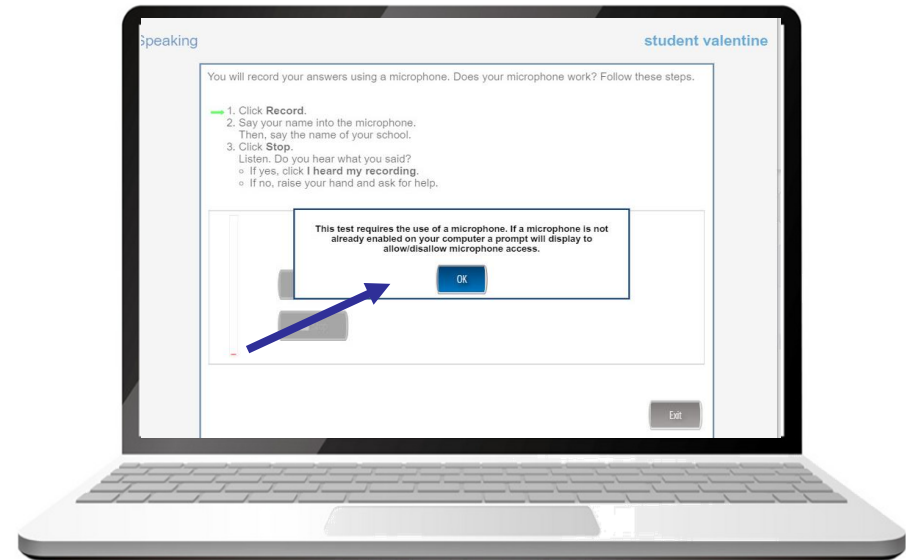 Speaking
student valentine
You will record your answers using a microphone. Does your microphone work? Follow these steps.
1. Click Record.
2. Say your name into the microphone.
Then, say the name of your school.
3. Click Stop.
Listen. Do you hear what you said?
○ If yes, click I heard my recording.
○ If no, raise your hand and ask for help.
This test requires the use of a microphone. If a microphone is not
already enabled on your computer a prompt will display to
allow/disallow microphone access.
OK
Exit